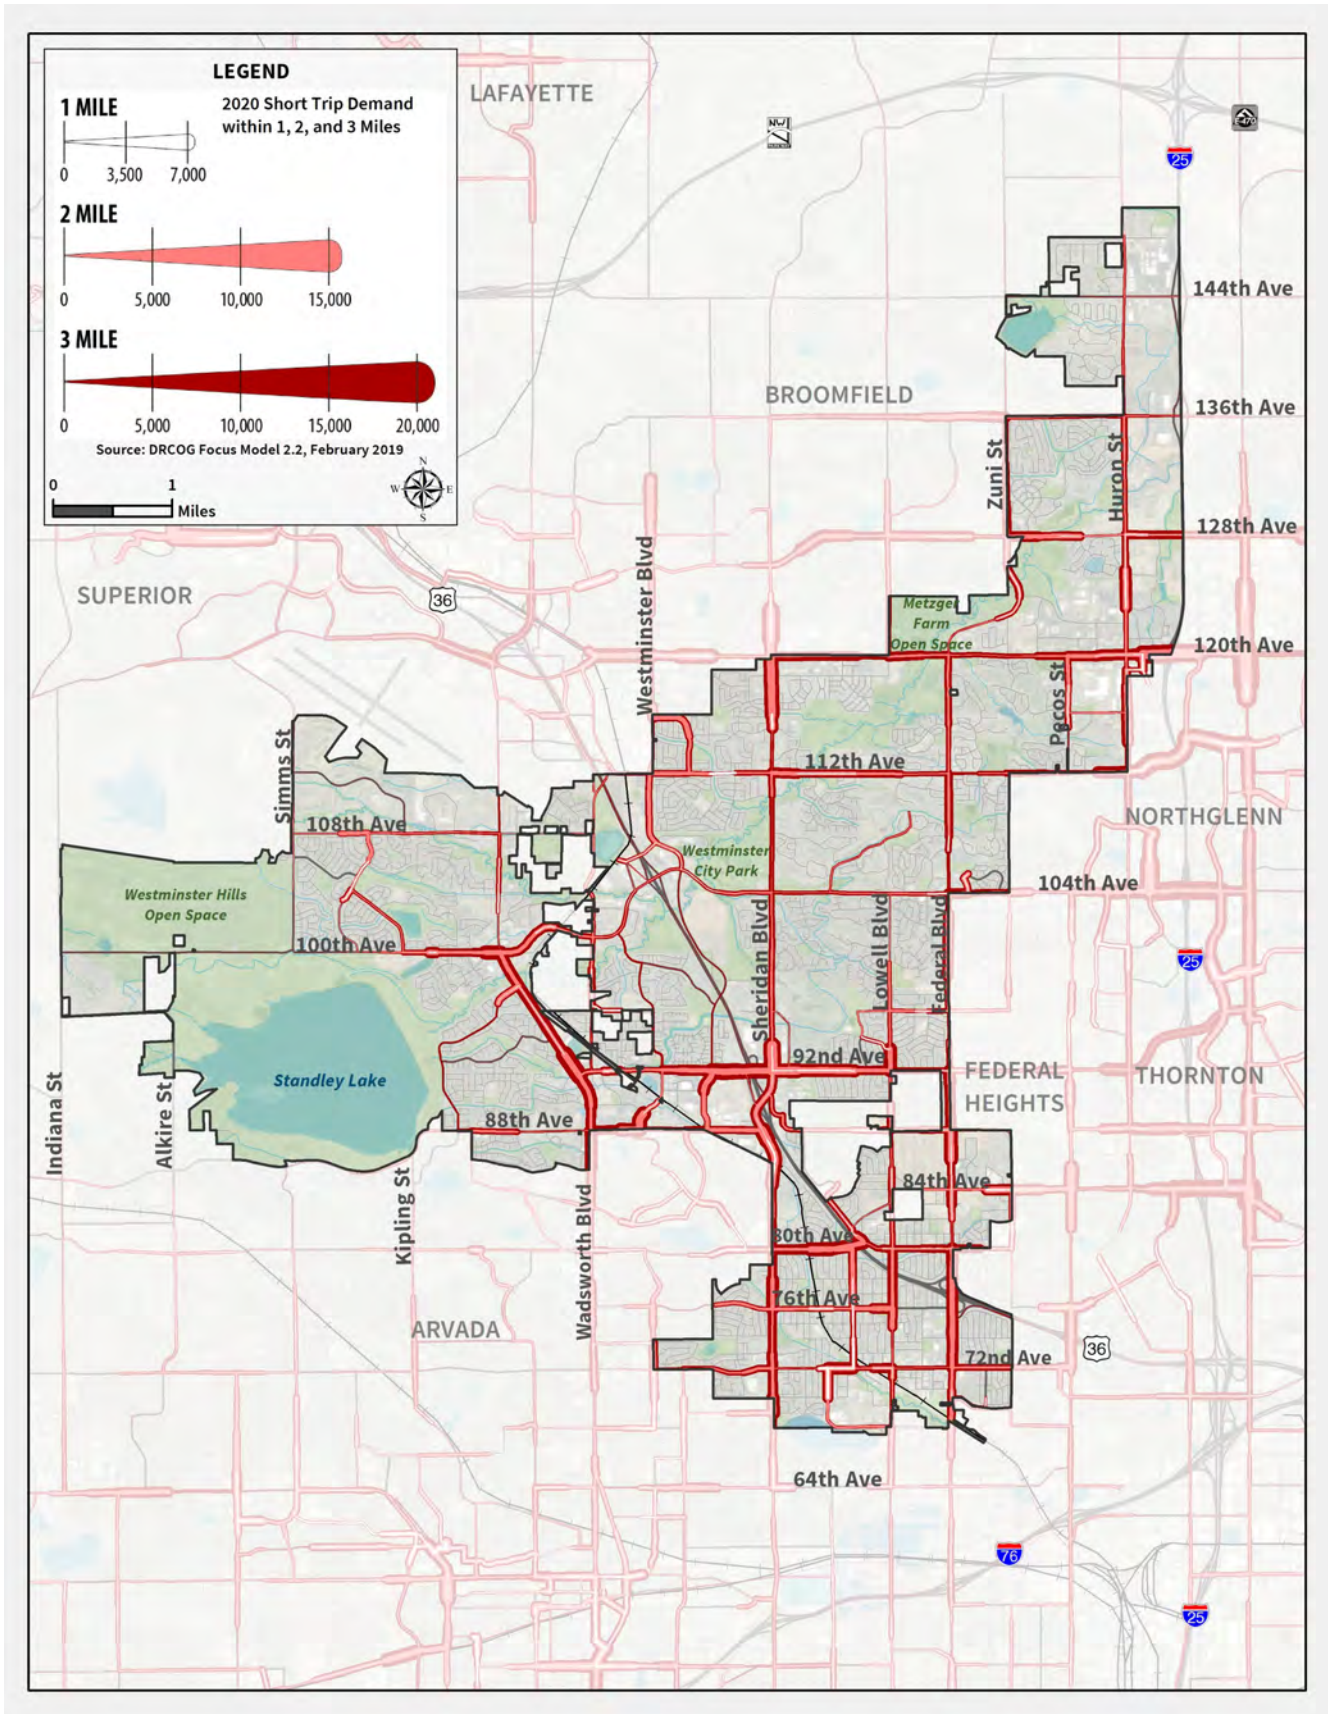 LEGEND
1 MILE
2020 Short Trip Demand
within 1, 2, and 3 Miles
0 3,500 7,000
2 MILE
0 5,000 10,000 15,000
3 MILE
0 5,000 10,000 15,000 20,000
Source: DRCOG Focus Model 2.2, February 2019
0 1
Miles
N
W E
S
LAFAYETTE
NW
E-470
25
144th Ave
BROOMFIELD
136th Ave
Zuni St
Huron St
128th Ave
SUPERIOR
36
Westminster Blvd
Metzger
Farm
Open Space
120th Ave
Pecos St
Simms St
112th Ave
108th Ave
NORTHGLENN
Westminster
City Park
Westminster Hills
Open Space
104th Ave
100th Ave
Sheridan Blvd
Lowell Blvd
Federal Blvd
25
92nd Ave
Standley Lake
FEDERAL
HEIGHTS
THORNTON
Indiana St
Alkire St
88th Ave
Kipling St
Wadsworth Blvd
84th Ave
80th Ave
76th Ave
ARVADA
36
72nd Ave
64th Ave
76
25